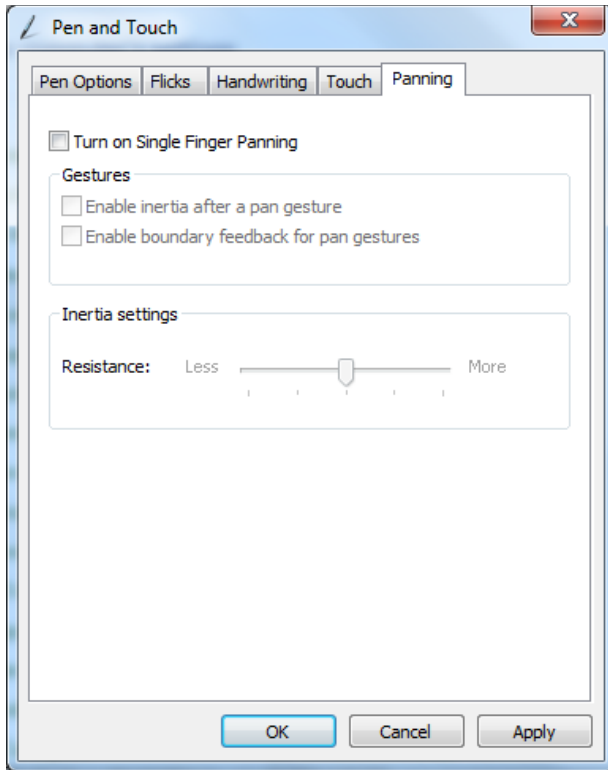 Pen and Touch
Pen Options Flicks Handwriting Touch Panning
Turn on Single Finger Panning
Gestures
Enable inertia after a pan gesture
Enable boundary feedback for pan gestures
Inertia settings
Resistance: Less More
OK Cancel Apply